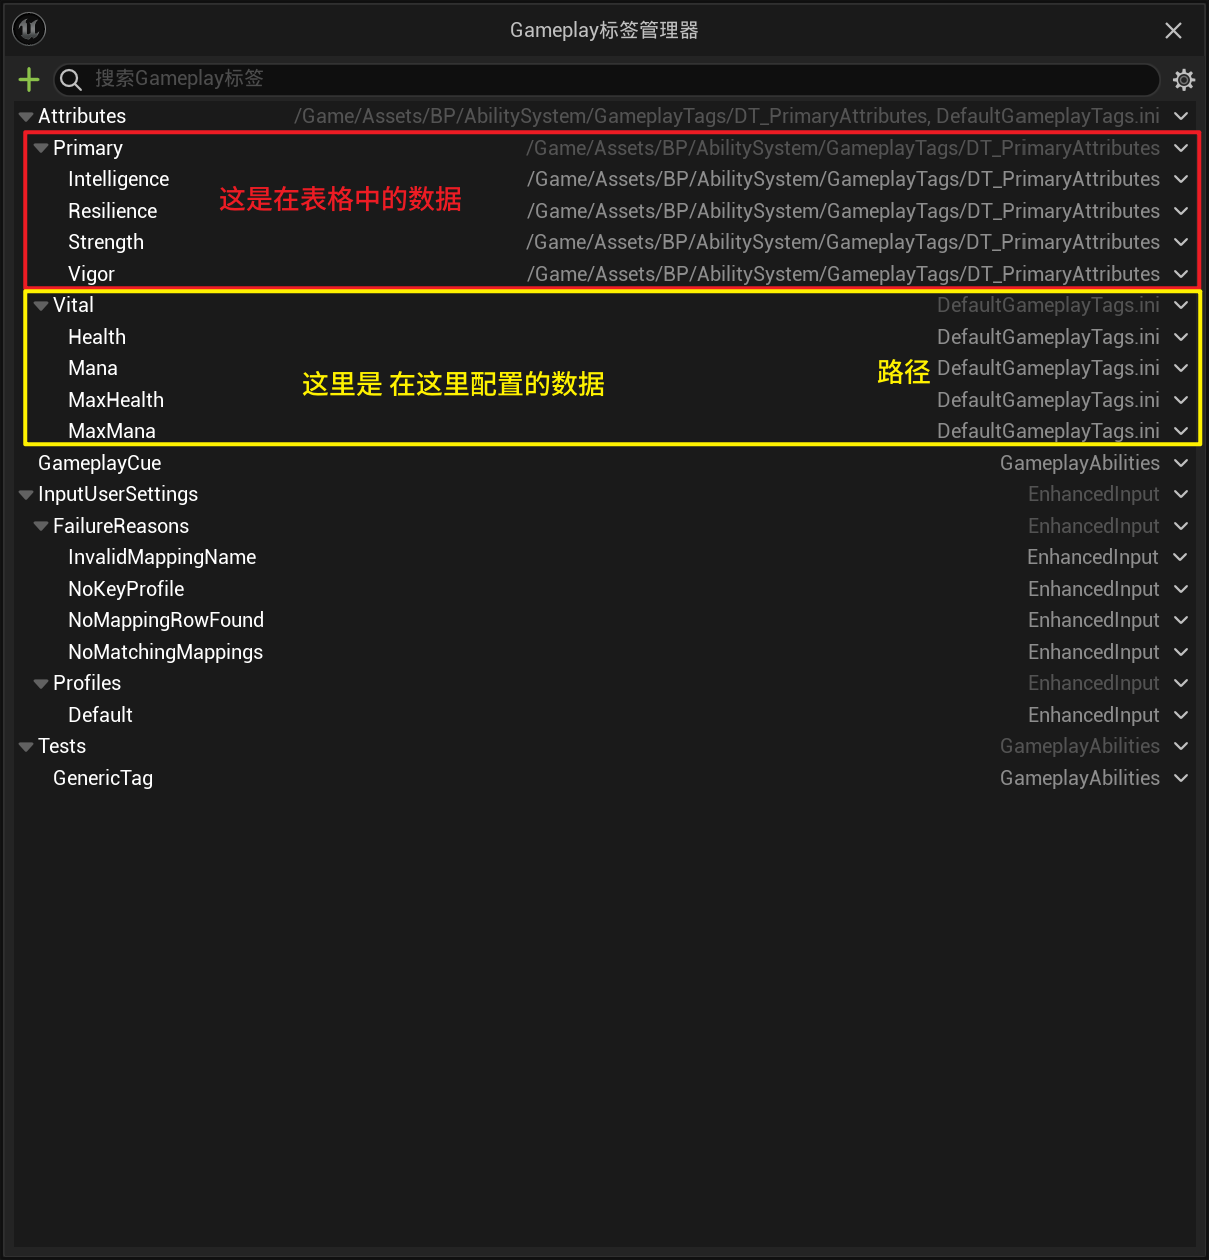 Gameplay标签管理器
搜索Gameplay标签
Attributes /Game/Assets/BP/AbilitySystem/GameplayTags/DT_PrimaryAttributes, DefaultGameplayTags.ini
Primary /Game/Assets/BP/AbilitySystem/GameplayTags/DT_PrimaryAttributes
Intelligence /Game/Assets/BP/AbilitySystem/GameplayTags/DT_PrimaryAttributes
这是在表格中的数据
Resilience /Game/Assets/BP/AbilitySystem/GameplayTags/DT_PrimaryAttributes
Strength /Game/Assets/BP/AbilitySystem/GameplayTags/DT_PrimaryAttributes
Vigor /Game/Assets/BP/AbilitySystem/GameplayTags/DT_PrimaryAttributes
Vital DefaultGameplayTags.ini
Health DefaultGameplayTags.ini
Mana 路径 DefaultGameplayTags.ini
这里是 在这里配置的数据
MaxHealth DefaultGameplayTags.ini
MaxMana DefaultGameplayTags.ini
GameplayCue GameplayAbilities
InputUserSettings EnhancedInput
FailureReasons EnhancedInput
InvalidMappingName EnhancedInput
NoKeyProfile EnhancedInput
NoMappingRowFound EnhancedInput
NoMatchingMappings EnhancedInput
Profiles EnhancedInput
Default EnhancedInput
Tests GameplayAbilities
GenericTag GameplayAbilities